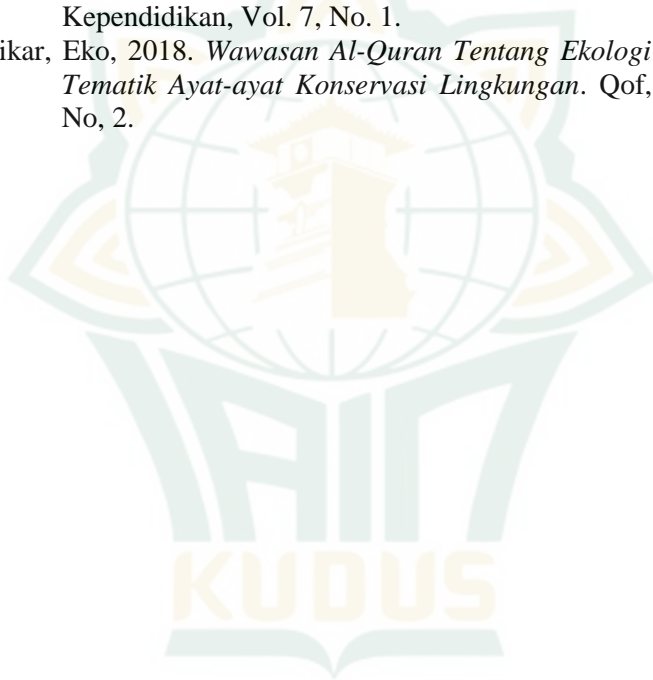 Kependidikan, Vol. 7, No. 1.
ikar, Eko, 2018. Wawasan Al-Quran Tentang Ekologi
Tematik Ayat-ayat Konservasi Lingkungan. Qof,
No, 2.
IAIN
KUDUS